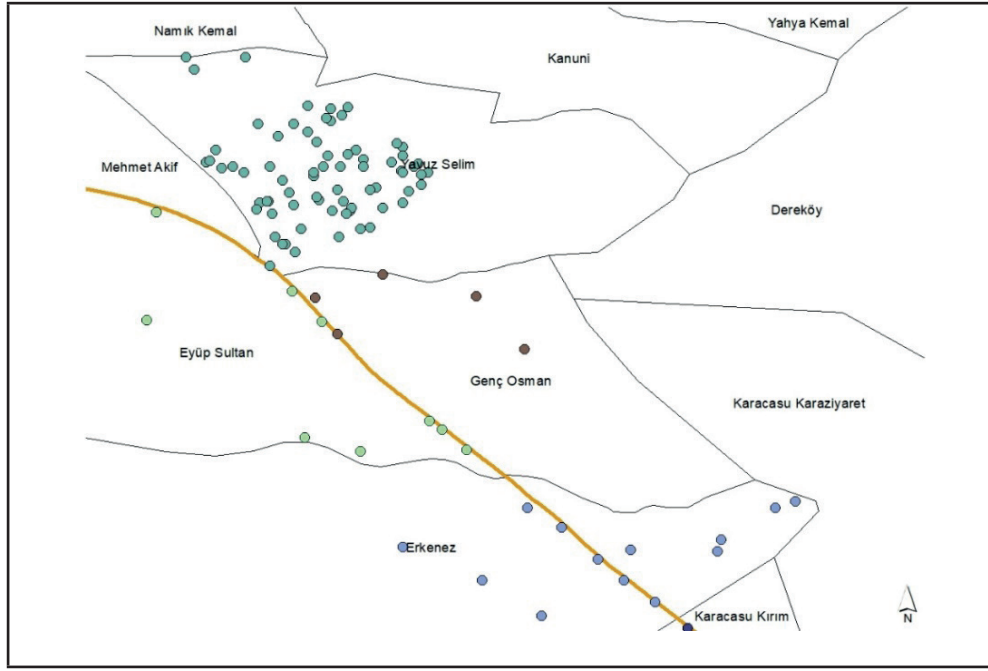 Namık Kemal
Yahya Kemal
Kanuni
Mehmet Akif
Yavuz Selim
Dereköy
Eyüp Sultan
Genç Osman
Karacasu Karaziyaret
Erkenez
Karacasu Kırım
N